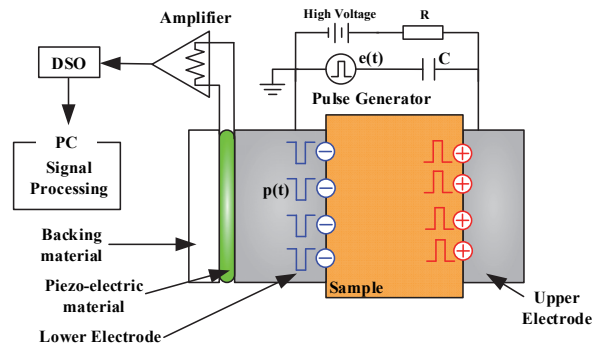 Amplifier
High Voltage
R
DSO
e(t)
C
Pulse Generator
PC
Signal
Processing
p(t)
Backing
material
Piezo-electric
material
Sample
Lower Electrode
Upper
Electrode